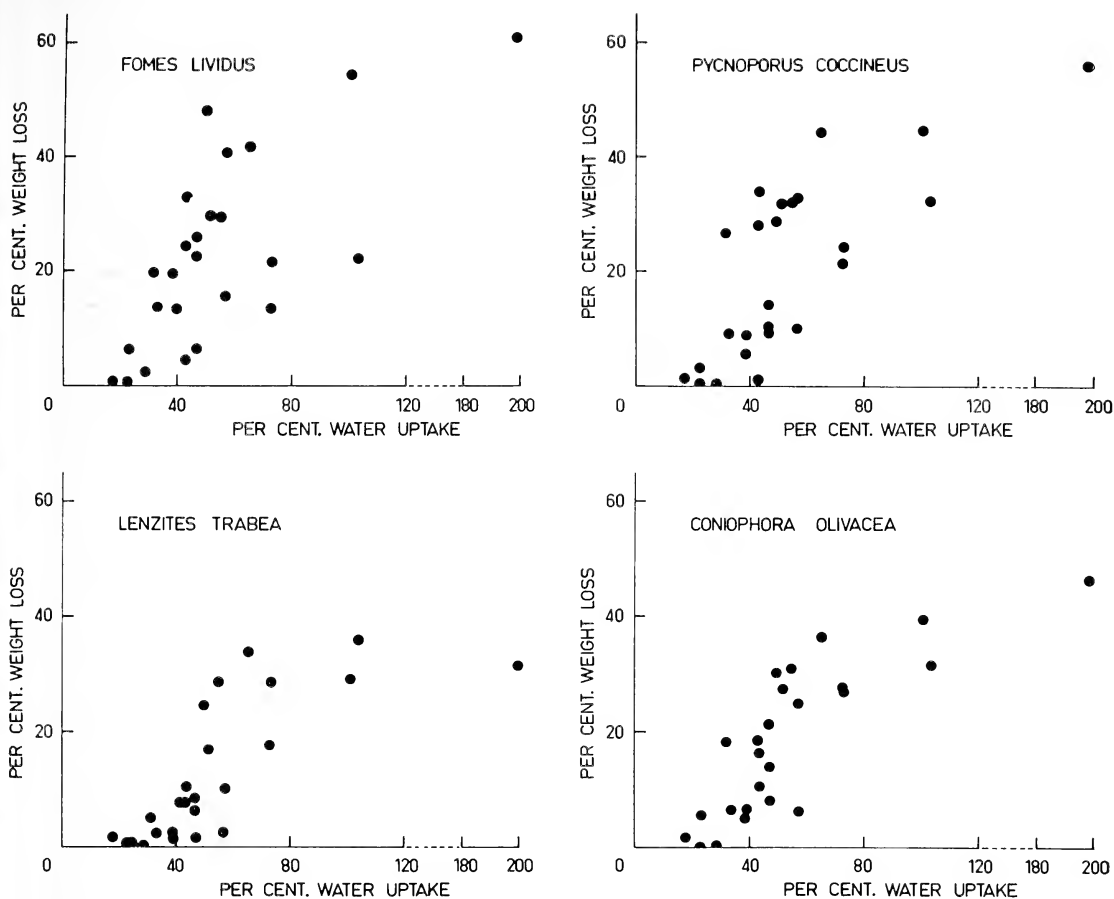 FOMES LIVIDUS
PER CENT. WEIGHT LOSS
60
40
20
0
40 80 120 180 200
PER CENT. WATER UPTAKE
PYCNOPORUS COCCINEUS
PER CENT. WEIGHT LOSS
60
40
20
0
40 80 120 180 200
PER CENT. WATER UPTAKE
LENZITES TRABEA
PER CENT. WEIGHT LOSS
60
40
20
0
40 80 120 180 200
PER CENT. WATER UPTAKE
CONIOPHORA OLIVACEA
PER CENT. WEIGHT LOSS
60
40
20
0
40 80 120 180 200
PER CENT. WATER UPTAKE